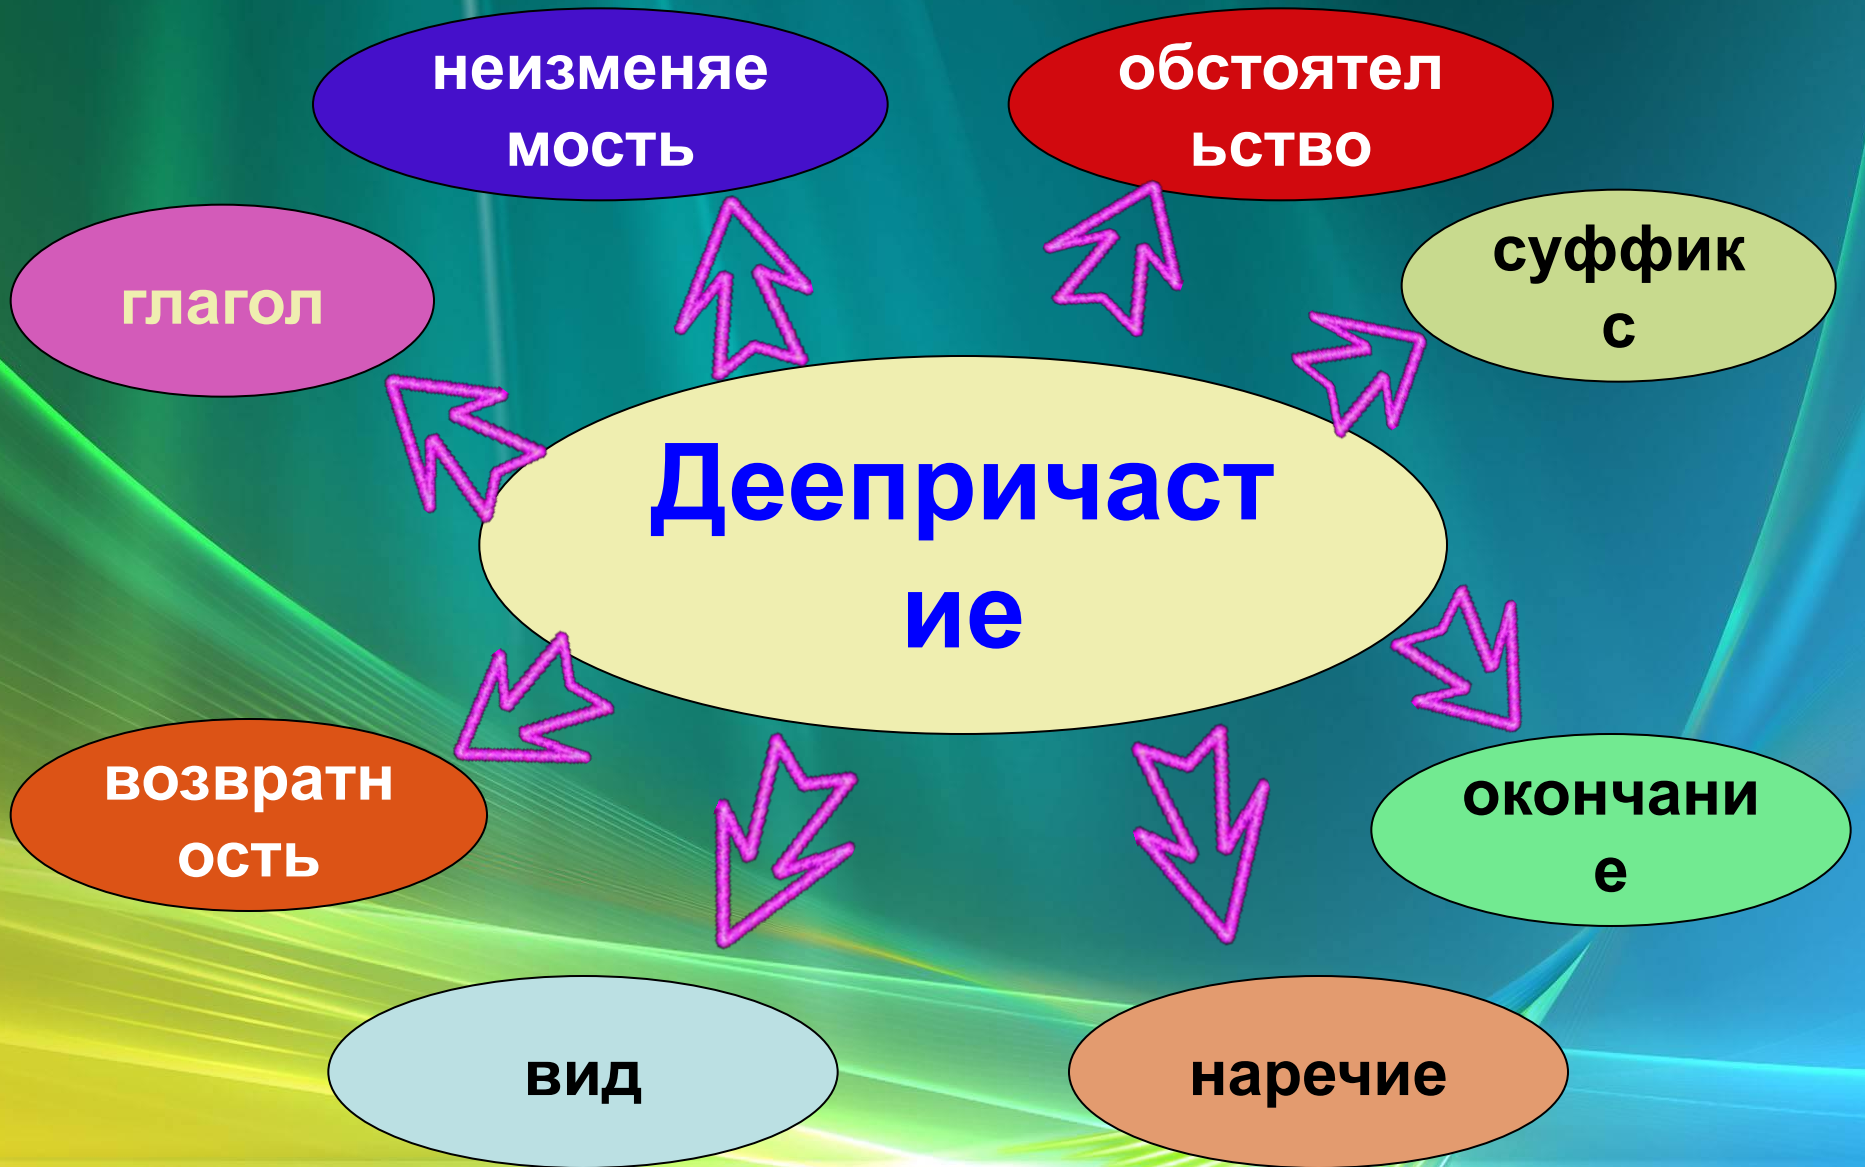 неизменяе
мость
обстоятел
ьство
глагол
суффик
с
Деепричаст
ие
возвратн
ость
окончани
е
вид
наречие